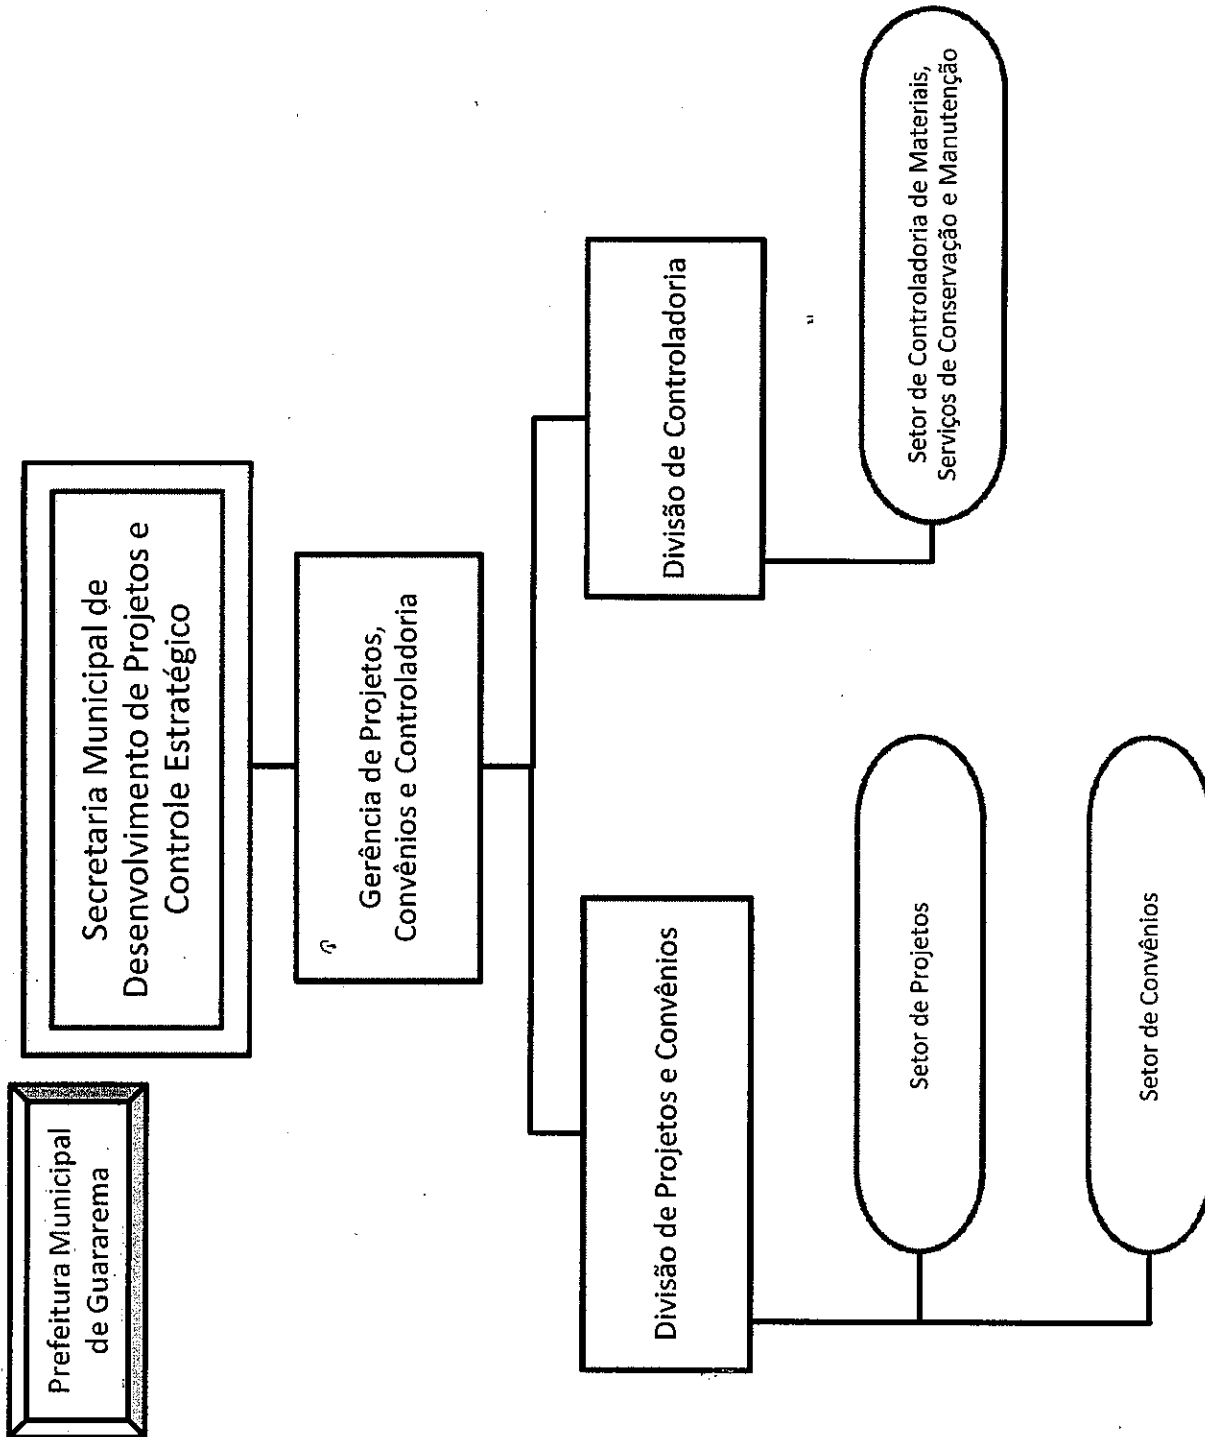 Prefeitura Municipal
de Guararema
Secretaria Municipal de
Desenvolvimento de Projetos e
Controle Estratégico
Gerência de Projetos,
Convênios e Controladoria
Divisão de Projetos e Convênios
Divisão de Controladoria
Setor de Projetos
Setor de Convênios
Setor de Controladoria de Materiais,
Serviços de Conservação e Manutenção